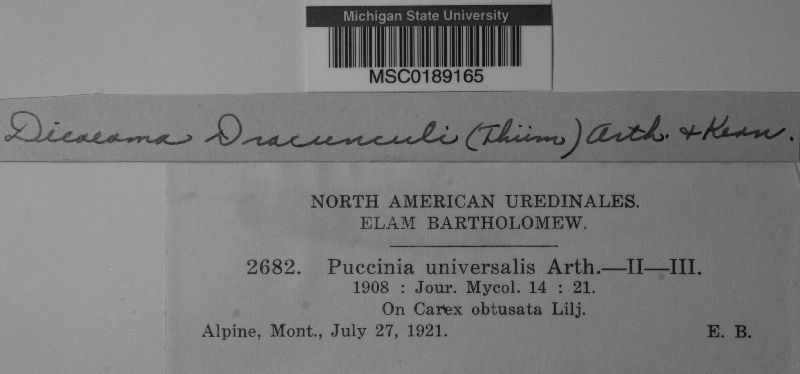 Michigan State University
MSC0189165
Dicaeoma Dracunculi (Thüm) Arth. & Kern.
NORTH AMERICAN UREDINALES.
ELAM BARTHOLOMEW.
2682. Puccinia universalis Arth.—II—III.
1908 : Jour. Mycol. 14 : 21.
On Carex obtusata Lilj.
Alpine, Mont., July 27, 1921. E. B.